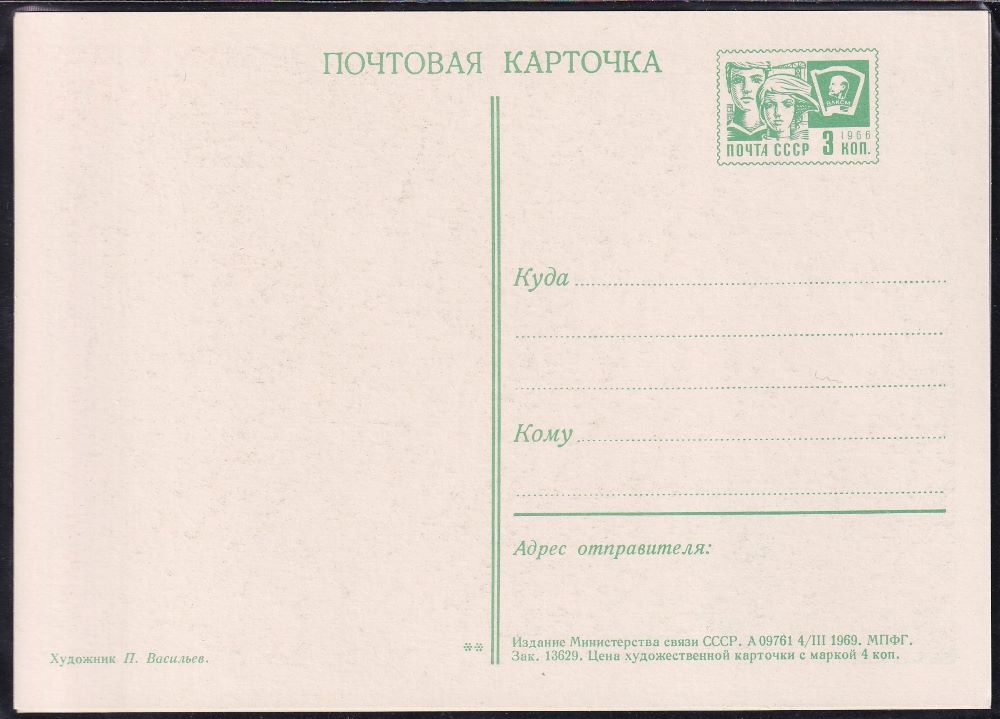 ПОЧТОВАЯ КАРТОЧКА
ВЛКСМ
1966
ПОЧТА СССР 3 КОП.
Куда
Кому
Адрес отправителя:
Художник П. Васильев.
**
Издание Министерства связи СССР. А 09761 4/III 1969. МПФГ.
Зак. 13629. Цена художественной карточки с маркой 4 коп.